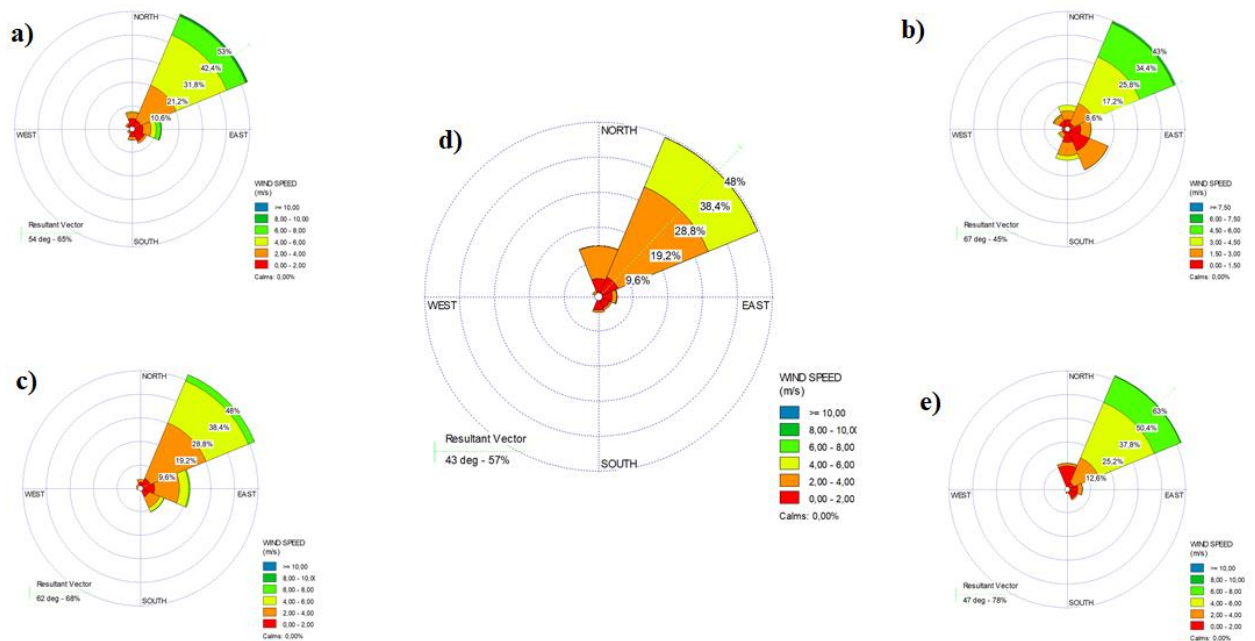 a)
NORTH
53%
42,4%
31,8%
21,2%
10,6%
WEST
EAST
SOUTH
WIND SPEED
(m/s)
>= 10,00
8,00 - 10,00
6,00 - 8,00
4,00 - 6,00
2,00 - 4,00
0,00 - 2,00
Calms: 0,00%
Resultant Vector
54 deg - 65%
b)
NORTH
43%
34,4%
25,8%
17,2%
8,6%
WEST
EAST
SOUTH
WIND SPEED
(m/s)
>= 7,50
6,00 - 7,50
4,50 - 6,00
3,00 - 4,50
1,50 - 3,00
0,00 - 1,50
Calms: 0,00%
Resultant Vector
67 deg - 45%
d)
NORTH
48%
38,4%
28,8%
19,2%
9,6%
WEST
EAST
SOUTH
WIND SPEED
(m/s)
>= 10,00
8,00 - 10,00
6,00 - 8,00
4,00 - 6,00
2,00 - 4,00
0,00 - 2,00
Calms: 0,00%
Resultant Vector
43 deg - 57%
c)
NORTH
48%
38,4%
28,8%
19,2%
9,6%
WEST
EAST
SOUTH
WIND SPEED
(m/s)
>= 10,00
8,00 - 10,00
6,00 - 8,00
4,00 - 6,00
2,00 - 4,00
0,00 - 2,00
Calms: 0,00%
Resultant Vector
62 deg - 68%
e)
NORTH
63%
50,4%
37,8%
25,2%
12,6%
WEST
EAST
SOUTH
WIND SPEED
(m/s)
>= 10,00
8,00 - 10,00
6,00 - 8,00
4,00 - 6,00
2,00 - 4,00
0,00 - 2,00
Calms: 0,00%
Resultant Vector
47 deg - 78%